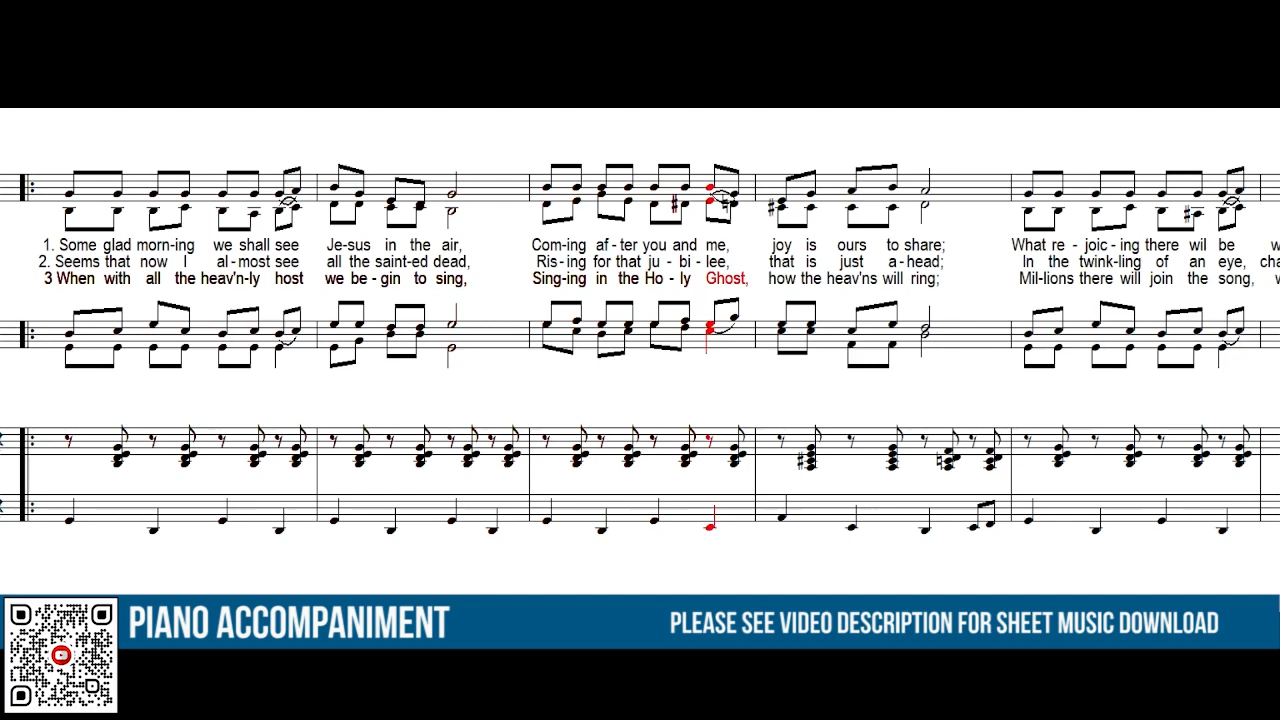 1. Some glad morn-ing we shall see Je-sus in the air, Com-ing af-ter you and me, joy is ours to share; What re-joic-ing there wil be w
2. Seems that now I al-most see all the saint-ed dead, Ris-ing for that ju-bi-lee, that is just a-head; In the twink-ling of an eye, cha
3 When with all the heav'n-ly host we be-gin to sing, Sing-ing in the Ho-ly Ghost, how the heav'ns will ring; Mil-lions there will join the song, w
PIANO ACCOMPANIMENT
PLEASE SEE VIDEO DESCRIPTION FOR SHEET MUSIC DOWNLOAD